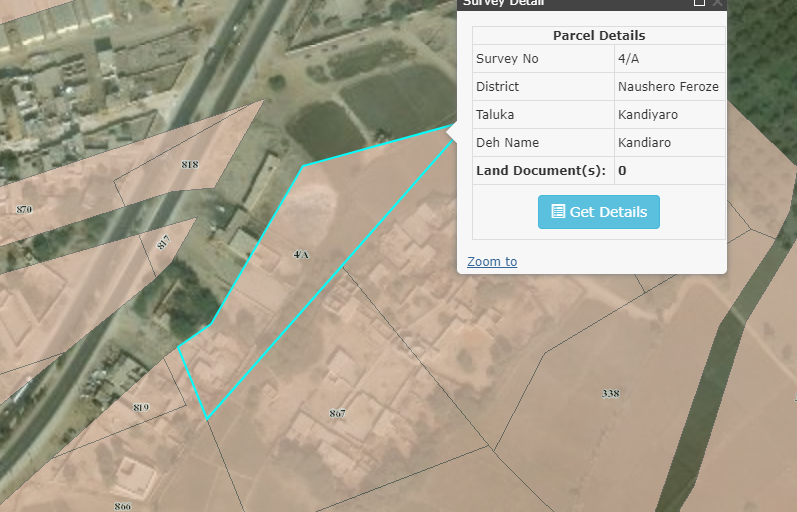 Survey Detail
Parcel Details
Survey No 4/A
District Naushero Feroze
Taluka Kandiyaro
Deh Name Kandiaro
Land Document(s): 0
Get Details
Zoom to
818
870
817
4/A
338
819
867
866